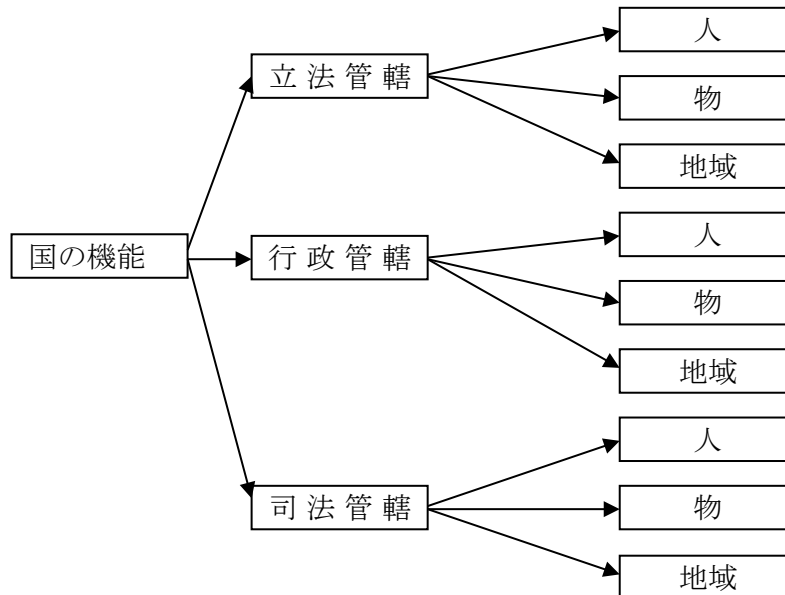 国の機能
立法管轄
人
物
地域
行政管轄
人
物
地域
司法管轄
人
物
地域